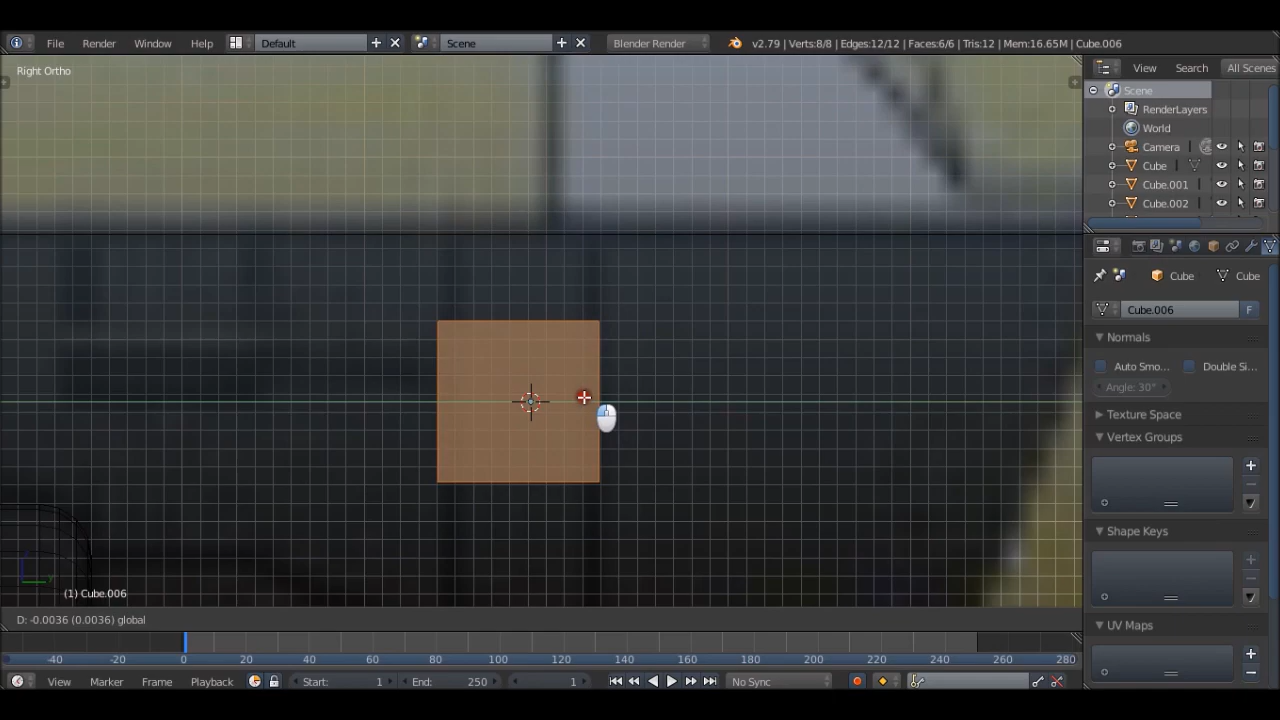 File Render Window Help Default Scene Blender Render v2.79 | Verts:8/8 | Edges:12/12 | Faces:6/6 | Tris:12 | Mem:16.65M | Cube.006
Right Ortho
View Search All Scenes
Scene
RenderLayers
World
Camera
Cube
Cube.001
Cube.002
Cube Cube
Cube.006 F
Normals
Auto Smo... Double Si...
Angle: 30°
Texture Space
Vertex Groups
Shape Keys
(1) Cube.006
D: -0.0036 (0.0036) global
UV Maps
-40 -20 0 20 40 60 80 100 120 140 160 180 200 220 240 260 280
View Marker Frame Playback Start: 1 End: 250 1 No Sync